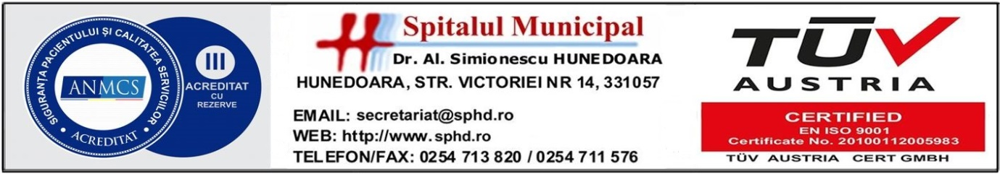 SIGURANȚA PACIENTULUI ȘI CALITATEA SERVICIILOR
ANMCS
ACREDITAT
III
ACREDITAT
CU
REZERVE
Spitalul Municipal
Dr. Al. Simionescu HUNEDOARA
HUNEDOARA, STR. VICTORIEI NR 14, 331057
EMAIL: secretariat@sphd.ro
WEB: http://www.sphd.ro
TELEFON/FAX: 0254 713 820 / 0254 711 576
TÜV
AUSTRIA
CERTIFIED
EN ISO 9001
Certificate No. 20100112005983
TÜV AUSTRIA CERT GMBH